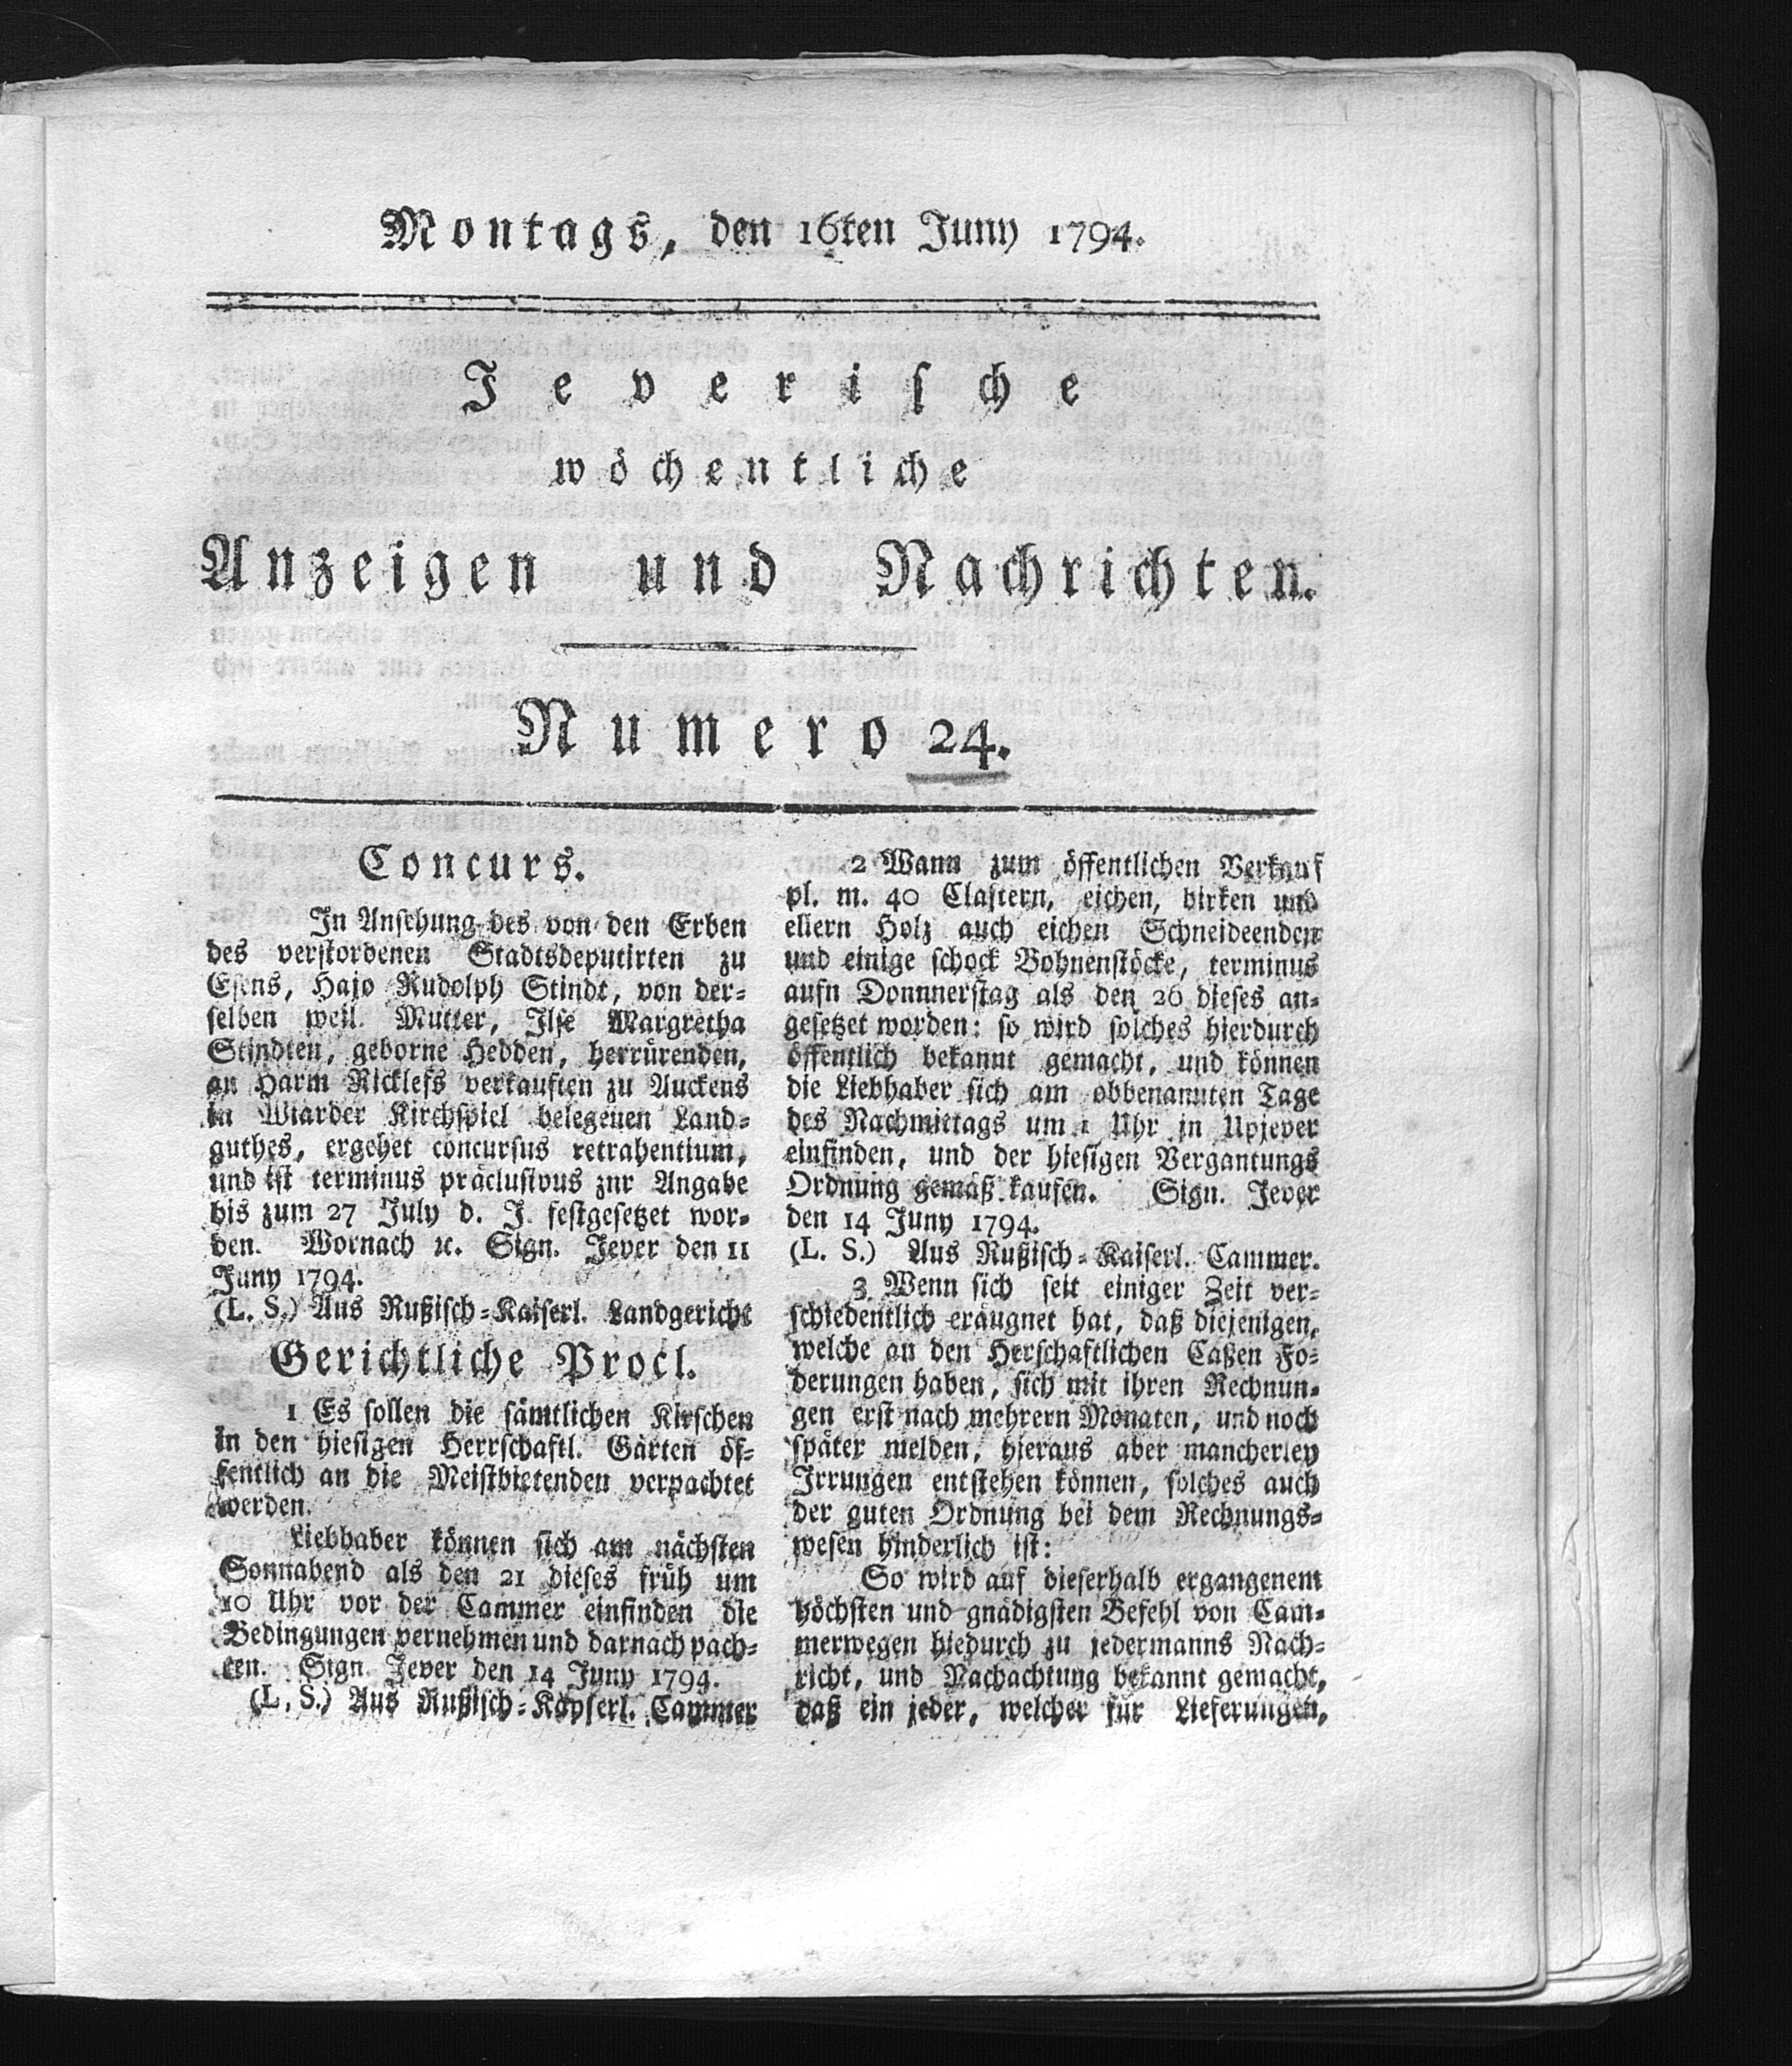 Montags, den 16ten Juny 1794.
Jeverische
wöchentliche
Anzeigen und Nachrichten.
Numero 24.
Concurs.
In Ansehung des von den Erben
des verstorbenen Stadtsdeputirten zu
Esens, Hajo Rudolph Stindt, von der-
selben weil. Mutter, Ilse Margretha
Stindten, geborne Hedden, herrürenden,
an Harm Ricklefs verkauften zu Auckens
in Wiarder Kirchspiel belegenen Land-
guthes, ergehet concursus retrahentium,
und ist terminus präclusivus zur Angabe
bis zum 27 July d. J. festgesetzet wor-
den. Wornach ꝛc. Sign. Jever den 11
Juny 1794.
(L. S.) Aus Rußisch-Kaiserl. Landgericht
Gerichtliche Procl.
1 Es sollen die sämtlichen Kirschen
in den hiesigen Herrschaftl. Gärten öf-
fentlich an die Meistbietenden verpachtet
werden.
Liebhaber können sich am nächsten
Sonnabend als den 21 dieses früh um
10 Uhr vor der Cammer einfinden die
Bedingungen vernehmen und darnach pach-
ten. Sign. Jever den 14 Juny 1794.
(L. S.) Aus Rußisch-Kayserl. Cammer
2 Wann zum öffentlichen Verkauf
pl. m. 40 Claftern, eichen, birken und
ellern Holz auch eichen Schneideenden
und einige schock Bohnenstöcke, terminus
aufn Donnnerstag als den 26 dieses an-
gesetzet worden: so wird solches hierdurch
öffentlich bekannt gemacht, und können
die Liebhaber sich am obbenannten Tage
des Nachmittags um 1 Uhr in Upjever
einfinden, und der hiesigen Vergantungs
Ordnung gemäß kaufen. Sign. Jever
den 14 Juny 1794.
(L. S.) Aus Rußisch-Kaiserl. Cammer.
3 Wenn sich seit einiger Zeit ver-
schiedentlich eräugnet hat, daß diejenigen,
welche an den Herschaftlichen Caßen Fo-
derungen haben, sich mit ihren Rechnun-
gen erst nach mehrern Monaten, und noch
später melden, hieraus aber mancherley
Irrungen entstehen können, solches auch
der guten Ordnung bei dem Rechnungs-
wesen hinderlich ist:
So wird auf dieserhalb ergangenem
höchsten und gnädigsten Befehl von Cam-
merwegen hiedurch zu jedermanns Nach-
richt, und Nachachtung bekannt gemacht,
daß ein jeder, welcher für Lieferungen,